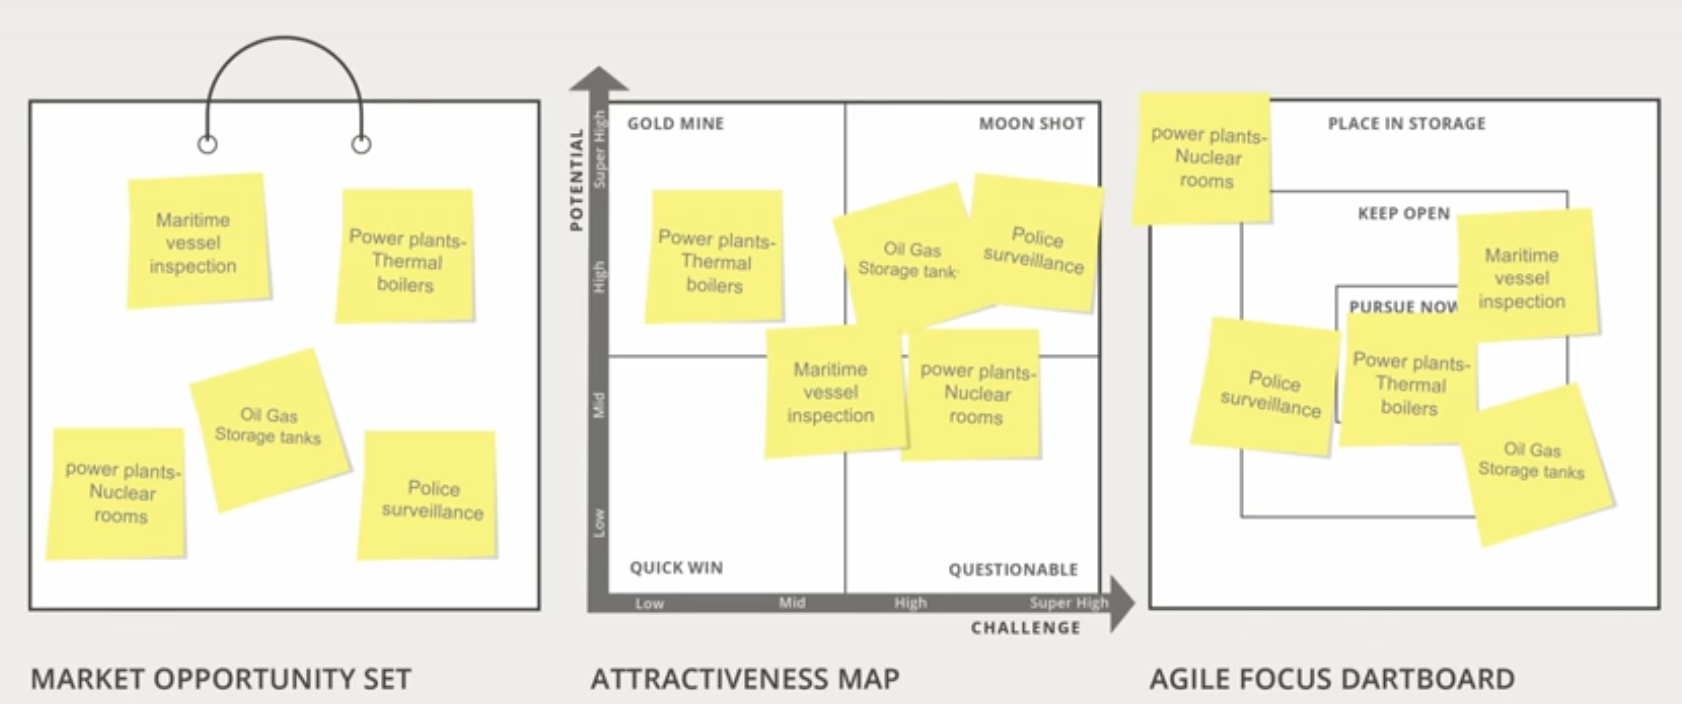 Maritime
vessel
inspection
Power plants-
Thermal
boilers
Oil Gas
Storage tanks
power plants-
Nuclear
rooms
Police
surveillance
MARKET OPPORTUNITY SET
POTENTIAL
Super High
High
Mid
Low
GOLD MINE
MOON SHOT
Power plants-
Thermal
boilers
Oil Gas
Storage tank
Police
surveillance
Maritime
vessel
inspection
power plants-
Nuclear
rooms
QUICK WIN
QUESTIONABLE
Low
Mid
High
Super High
CHALLENGE
ATTRACTIVENESS MAP
power plants-
Nuclear
rooms
PLACE IN STORAGE
KEEP OPEN
Maritime
vessel
inspection
PURSUE NOW
Police
surveillance
Power plants-
Thermal
boilers
Oil Gas
Storage tanks
AGILE FOCUS DARTBOARD